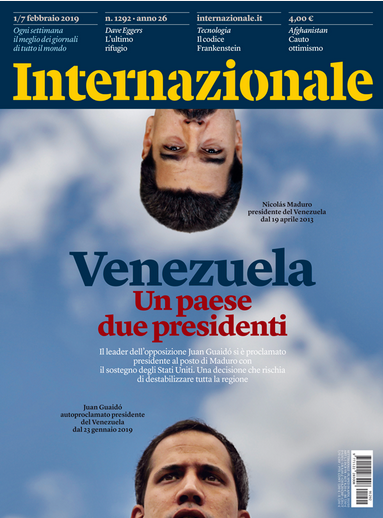 1/7 febbraio 2019
n. 1292 • anno 26
internazionale.it
4,00 €
Ogni settimana
il meglio dei giornali
di tutto il mondo
Dave Eggers
L'ultimo
rifugio
Tecnologia
Il codice
Frankenstein
Afghanistan
Cauto
ottimismo
Internazionale
Nicolás Maduro
presidente del Venezuela
dal 19 aprile 2013
Venezuela
Un paese
due presidenti
Il leader dell'opposizione Juan Guaidó si è proclamato
presidente al posto di Maduro con
il sostegno degli Stati Uniti. Una decisione che rischia
di destabilizzare tutta la regione
Juan Guaidó
autoproclamato presidente
del Venezuela
dal 23 gennaio 2019